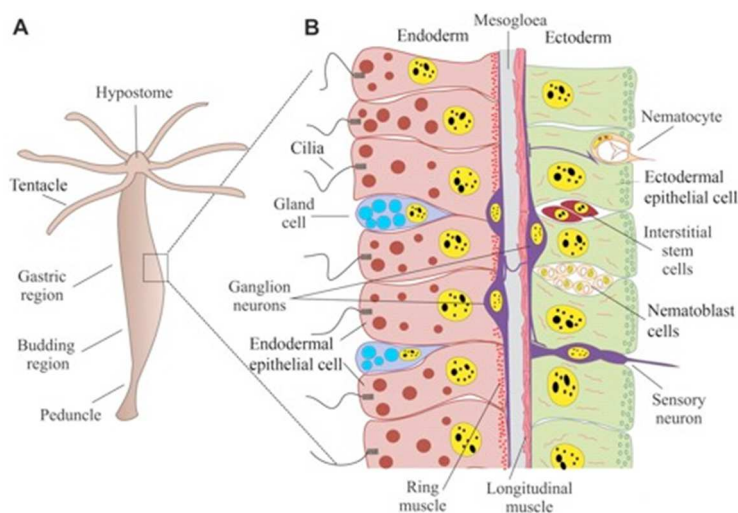 A
Hypostome
Tentacle
Gastric
region
Budding
region
Peduncle
B
Mesogloea
Endoderm
Ectoderm
Cilia
Gland
cell
Ganglion
neurons
Endodermal
epithelial cell
Nematocyte
Ectodermal
epithelial cell
Interstitial
stem
cells
Nematoblast
cells
Sensory
neuron
Ring
muscle
Longitudinal
muscle